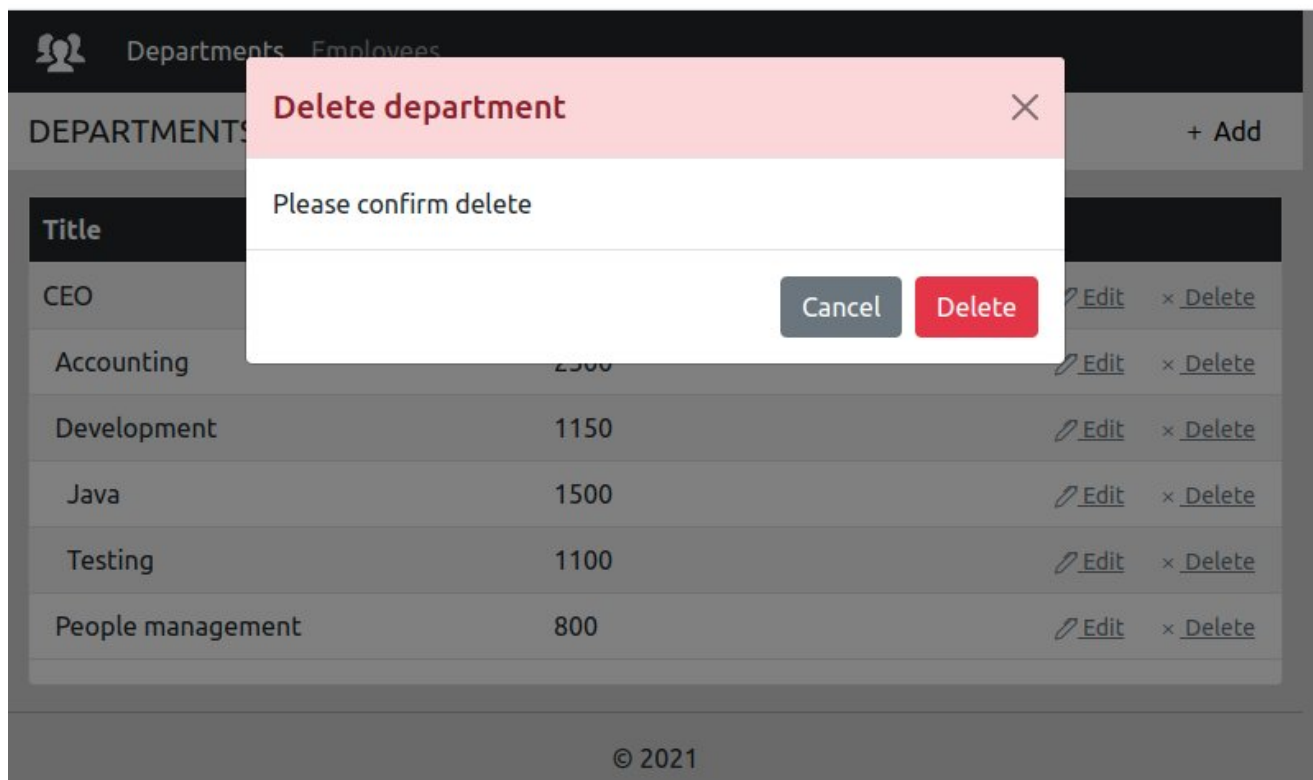 Departments Employees
Delete department
DEPARTMENTS
+ Add
Please confirm delete
Title
Cancel Delete
CEO Edit × Delete
Accounting 2500 Edit × Delete
Development 1150 Edit × Delete
Java 1500 Edit × Delete
Testing 1100 Edit × Delete
People management 800 Edit × Delete
© 2021